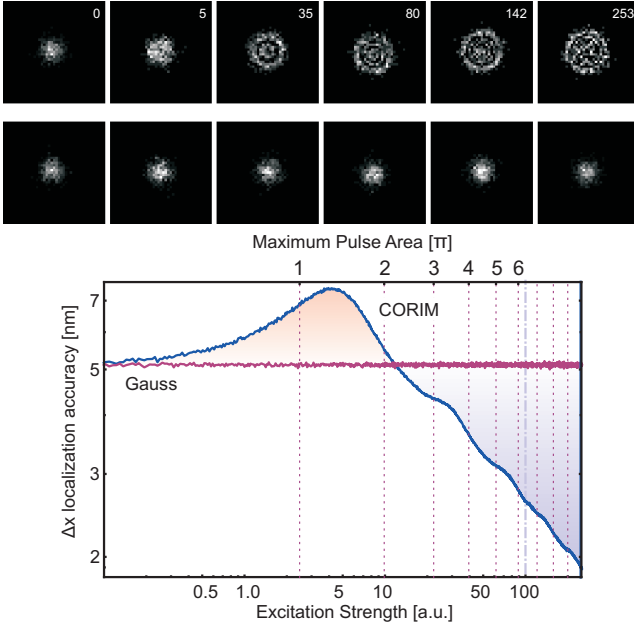 0 5 35 80 142 253
Maximum Pulse Area [π]
1 2 3 4 5 6
7
CORIM
5
Gauss
3
2
Δx localization accuracy [nm]
0.5 1.0 5 10 50 100
Excitation Strength [a.u.]